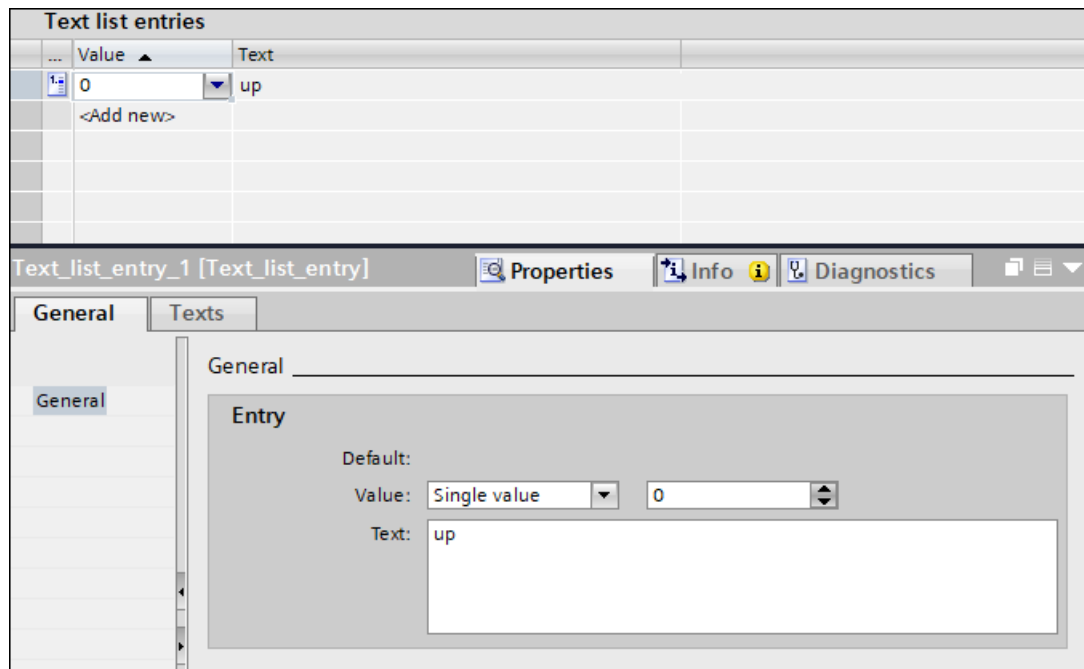 Text list entries
... Value Text
0 up
<Add new>
Text_list_entry_1 [Text_list_entry] Properties Info Diagnostics
General Texts
General
General
Entry
Default:
Value: Single value 0
Text: up